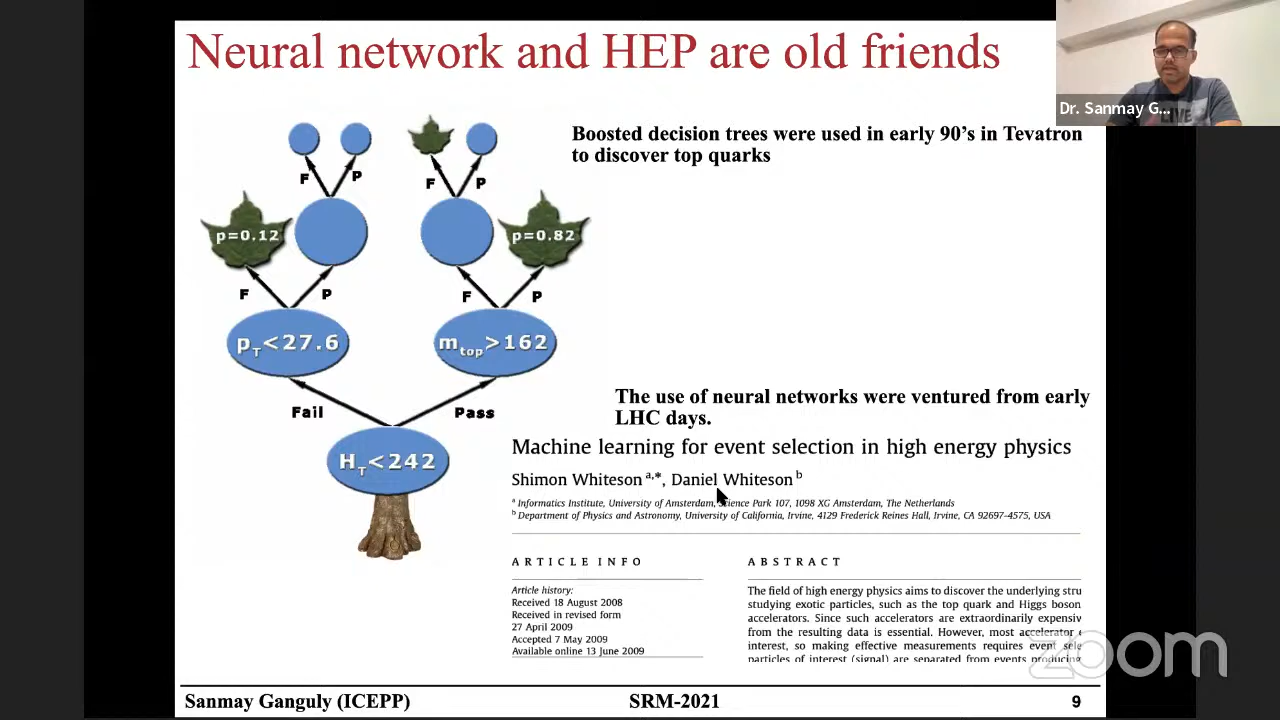 Neural network and HEP are old friends
Dr. Sanmay G...
F
P
F
P
Boosted decision trees were used in early 90's in Tevatron
to discover top quarks
p=0.12
p=0.82
F
P
F
P
pT<27.6
mtop>162
Fail
Pass
HT<242
The use of neural networks were ventured from early
LHC days.
Machine learning for event selection in high energy physics
Shimon Whiteson a,*, Daniel Whiteson b
a Informatics Institute, University of Amsterdam, Science Park 107, 1098 XG Amsterdam, The Netherlands
b Department of Physics and Astronomy, University of California, Irvine, 4129 Frederick Reines Hall, Irvine, CA 92697-4575, USA
ARTICLE INFO
Article history:
Received 18 August 2008
Received in revised form
27 April 2009
Accepted 7 May 2009
Available online 13 June 2009
ABSTRACT
The field of high energy physics aims to discover the underlying stru
studying exotic particles, such as the top quark and Higgs boson
accelerators. Since such accelerators are extraordinarily expensiv
from the resulting data is essential. However, most accelerator
interest, so making effective measurements requires event sele
particles of interest (signal) are separated from events producing
zoom
Sanmay Ganguly (ICEPP)
SRM-2021
9